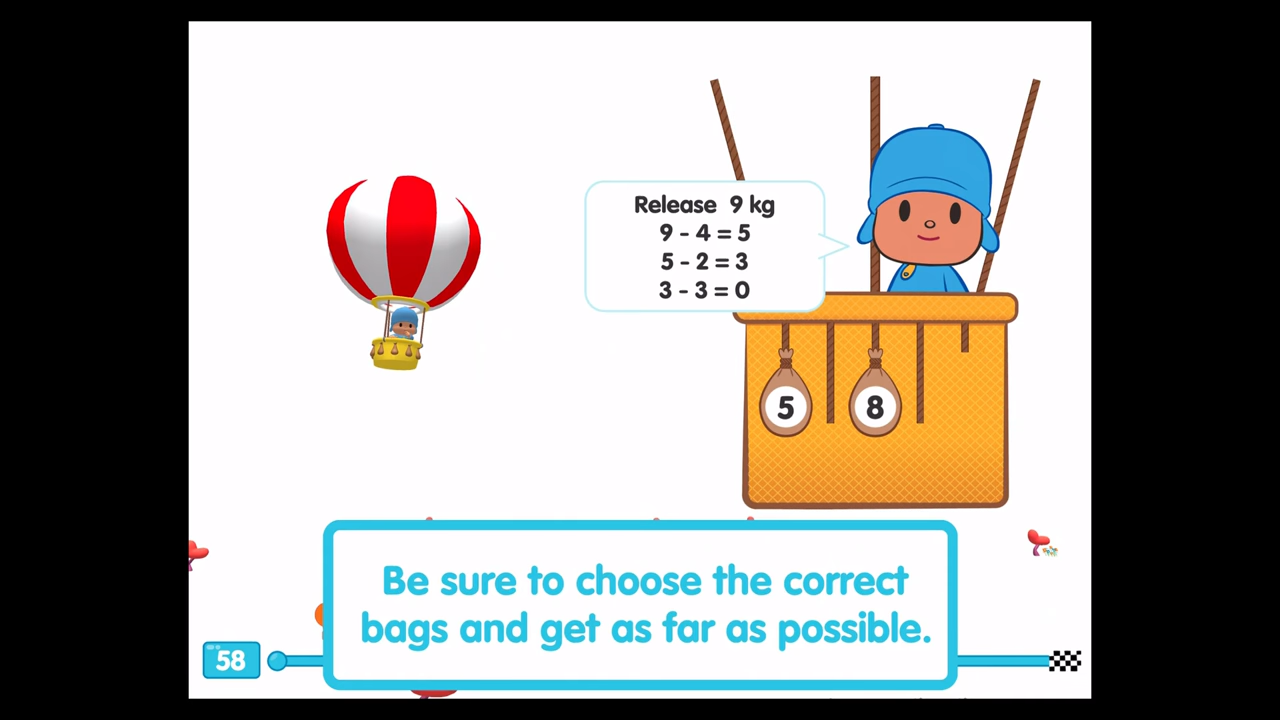 Release 9 kg
9 - 4 = 5
5 - 2 = 3
3 - 3 = 0
5
8
Be sure to choose the correct
bags and get as far as possible.
58